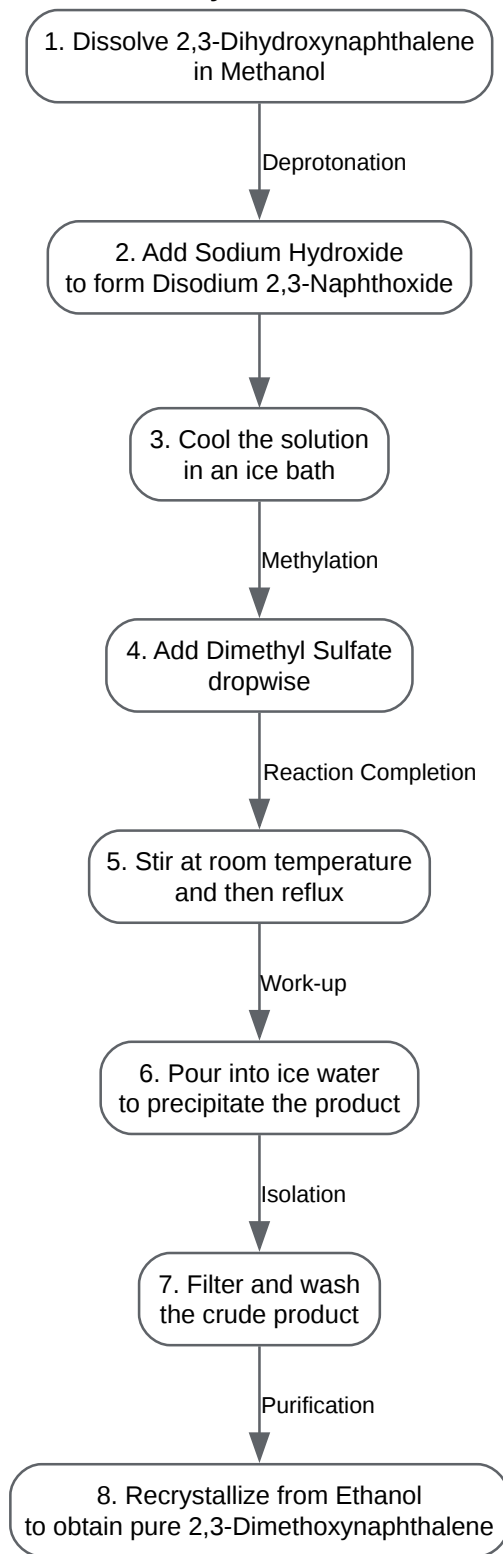 1. Dissolve 2,3-Dihydroxynaphthalene
in Methanol
Deprotonation
2. Add Sodium Hydroxide
to form Disodium 2,3-Naphthoxide
3. Cool the solution
in an ice bath
Methylation
4. Add Dimethyl Sulfate
dropwise
Reaction Completion
5. Stir at room temperature
and then reflux
Work-up
6. Pour into ice water
to precipitate the product
Isolation
7. Filter and wash
the crude product
Purification
8. Recrystallize from Ethanol
to obtain pure 2,3-Dimethoxynaphthalene